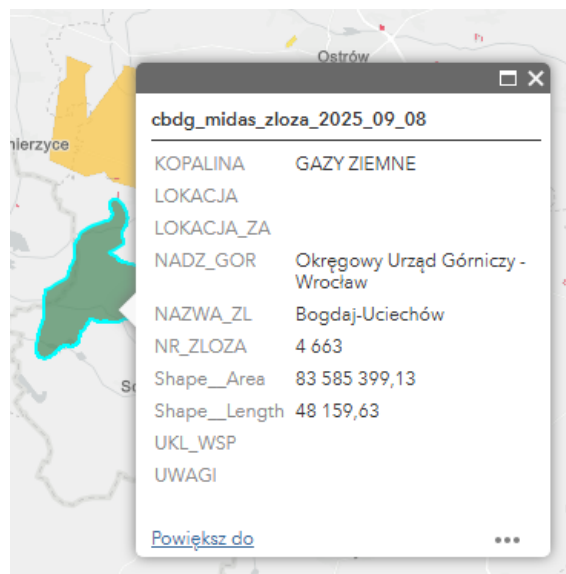 Ostrów
cbdg_midas_zloza_2025_09_08
nierzyce
KOPALINA GAZY ZIEMNE
LOKACJA
LOKACJA_ZA
NADZ_GOR Okręgowy Urząd Górniczy -
Wrocław
NAZWA_ZL Bogdaj-Uciechów
NR_ZLOZA 4 663
Shape__Area 83 585 399,13
So
Shape__Length 48 159,63
UKL_WSP
UWAGI
Powiększ do